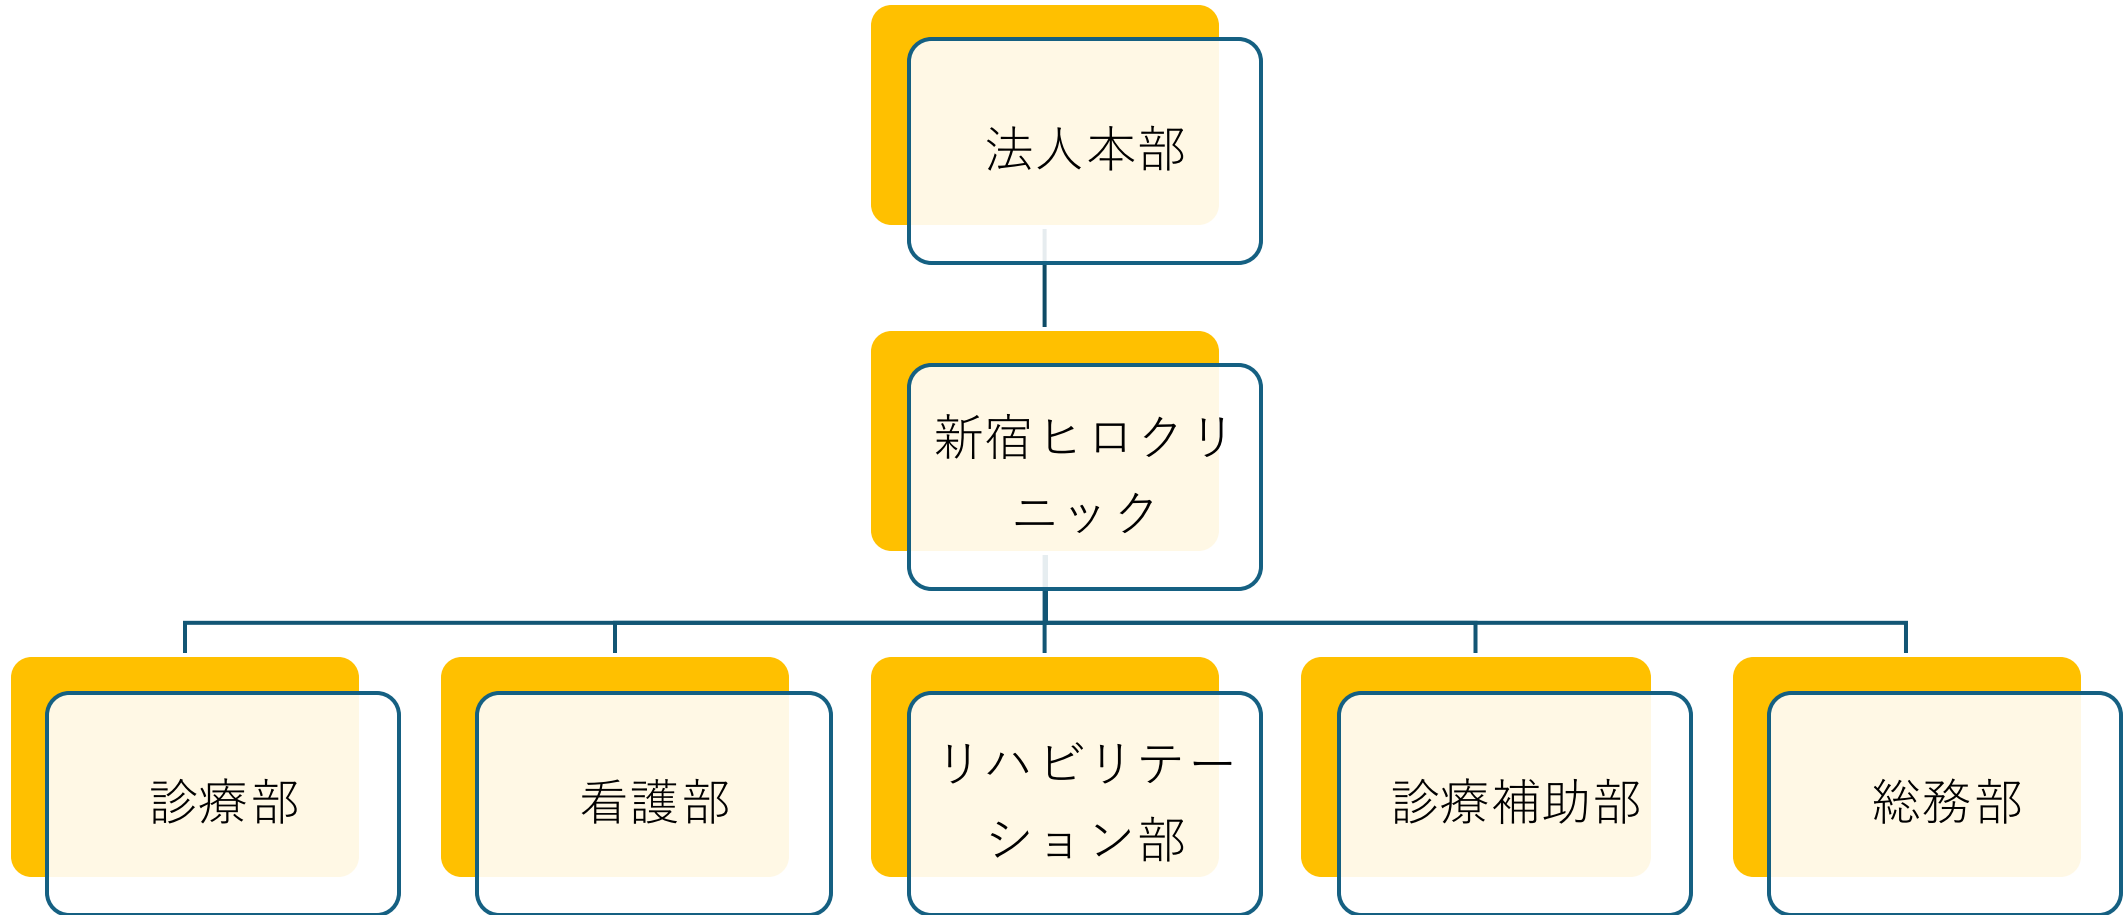 法人本部
新宿ヒロクリ
ニック
診療部
看護部
リハビリテー
ション部
診療補助部
総務部